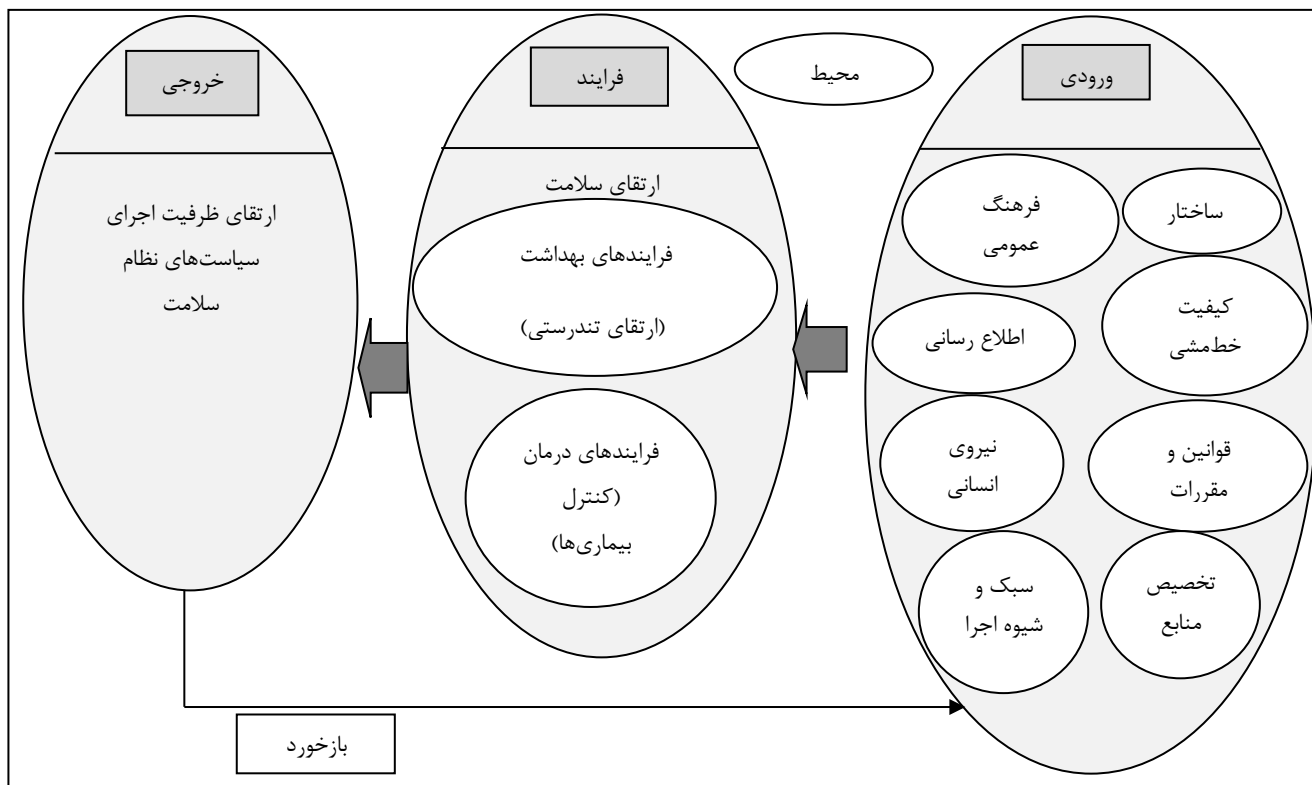 ورودی
ساختار
فرهنگ
عمومی
کیفیت
خط‌مشی
اطلاع رسانی
قوانین و
مقررات
نیروی
انسانی
تخصیص
منابع
سبک و
شیوه اجرا
محیط
فرایند
ارتقای سلامت
فرایندهای بهداشت
(ارتقای تندرستی)
فرایندهای درمان
(کنترل
بیماری‌ها)
خروجی
ارتقای ظرفیت اجرای
سیاست‌های نظام
سلامت
بازخورد